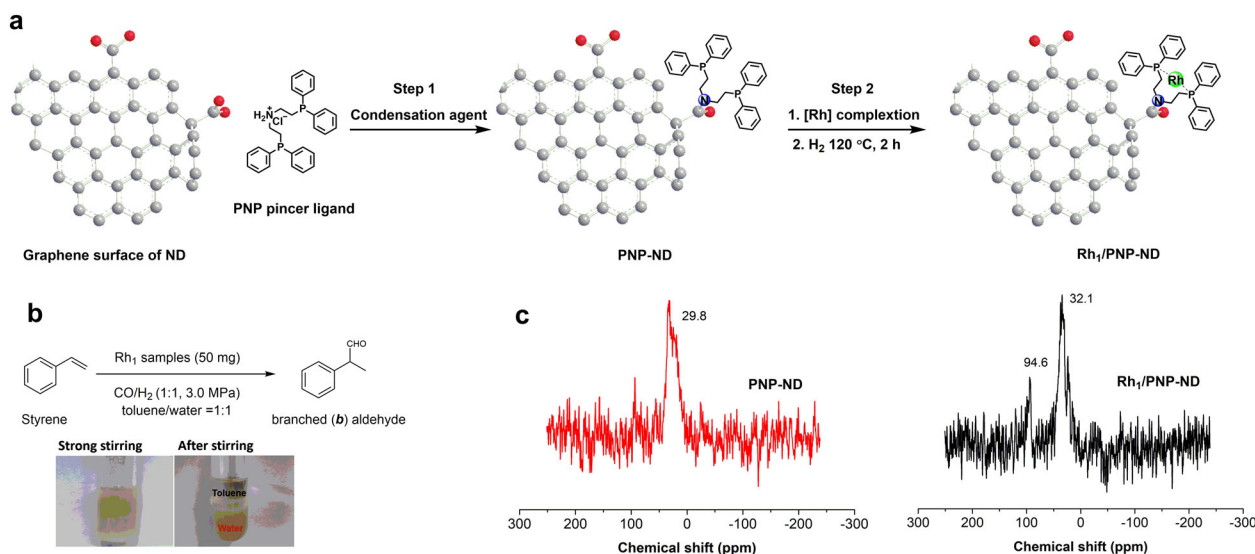 a
Step 1
Condensation agent
Step 2
1. [Rh] complextion
2. H₂ 120 °C, 2 h
H₂N
+
Cl⁻
P
P
PNP pincer ligand
P
P
N
P
Rh
P
N
Graphene surface of ND
PNP-ND
Rh₁/PNP-ND
b
Rh₁ samples (50 mg)
CO/H₂ (1:1, 3.0 MPa)
toluene/water =1:1
CHO
Styrene
branched (b) aldehyde
Strong stirring
After stirring
Toluene
Water
c
29.8
PNP-ND
300 200 100 0 -100 -200 -300
Chemical shift (ppm)
32.1
94.6
Rh₁/PNP-ND
300 200 100 0 -100 -200 -300
Chemical shift (ppm)